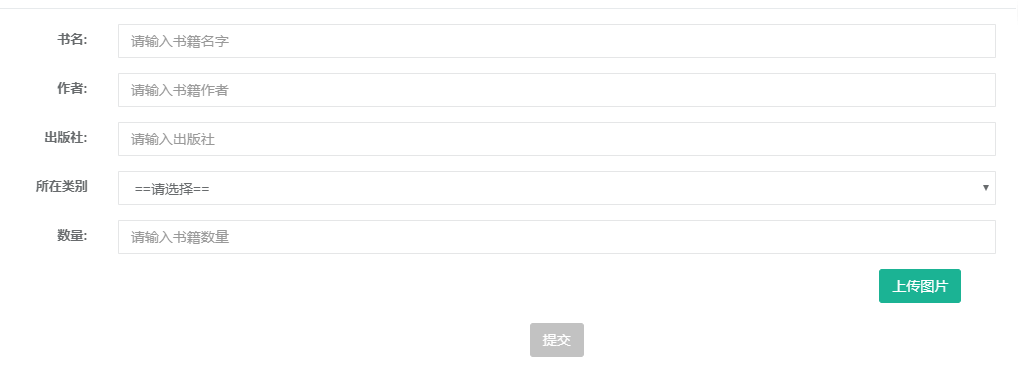 书名: 请输入书籍名字
作者: 请输入书籍作者
出版社: 请输入出版社
所在类别 ==请选择==
数量: 请输入书籍数量
上传图片
提交